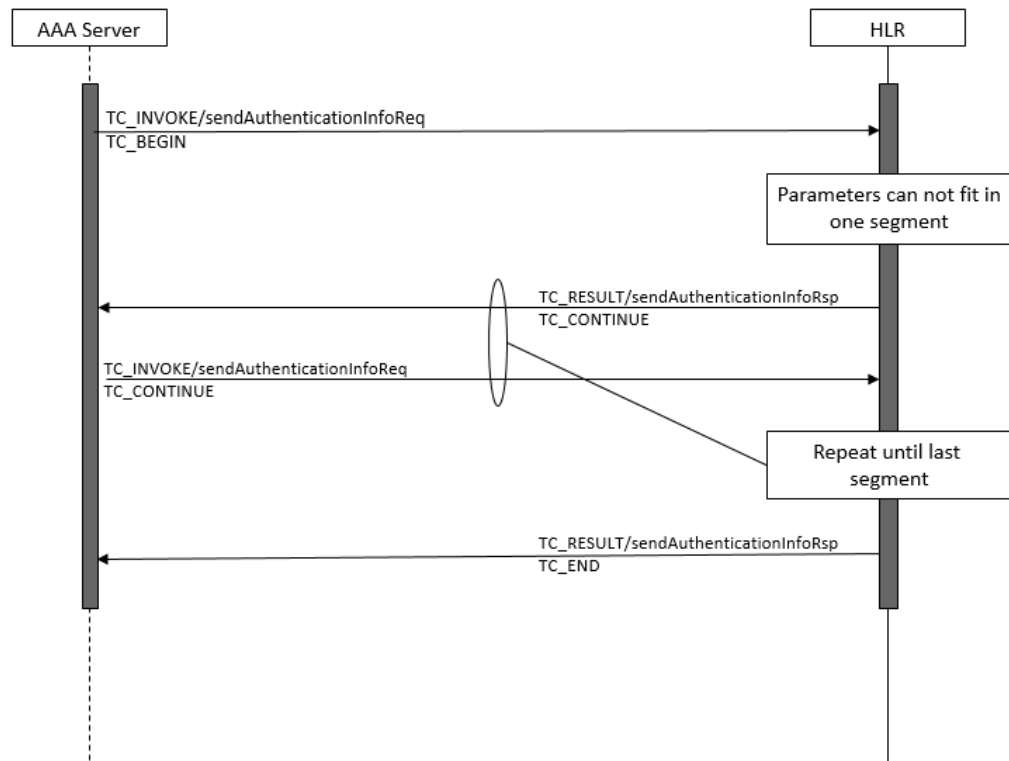 AAA Server
HLR
TC_INVOKE/sendAuthenticationInfoReq
TC_BEGIN
Parameters can not fit in
one segment
TC_RESULT/sendAuthenticationInfoRsp
TC_CONTINUE
TC_INVOKE/sendAuthenticationInfoReq
TC_CONTINUE
Repeat until last
segment
TC_RESULT/sendAuthenticationInfoRsp
TC_END